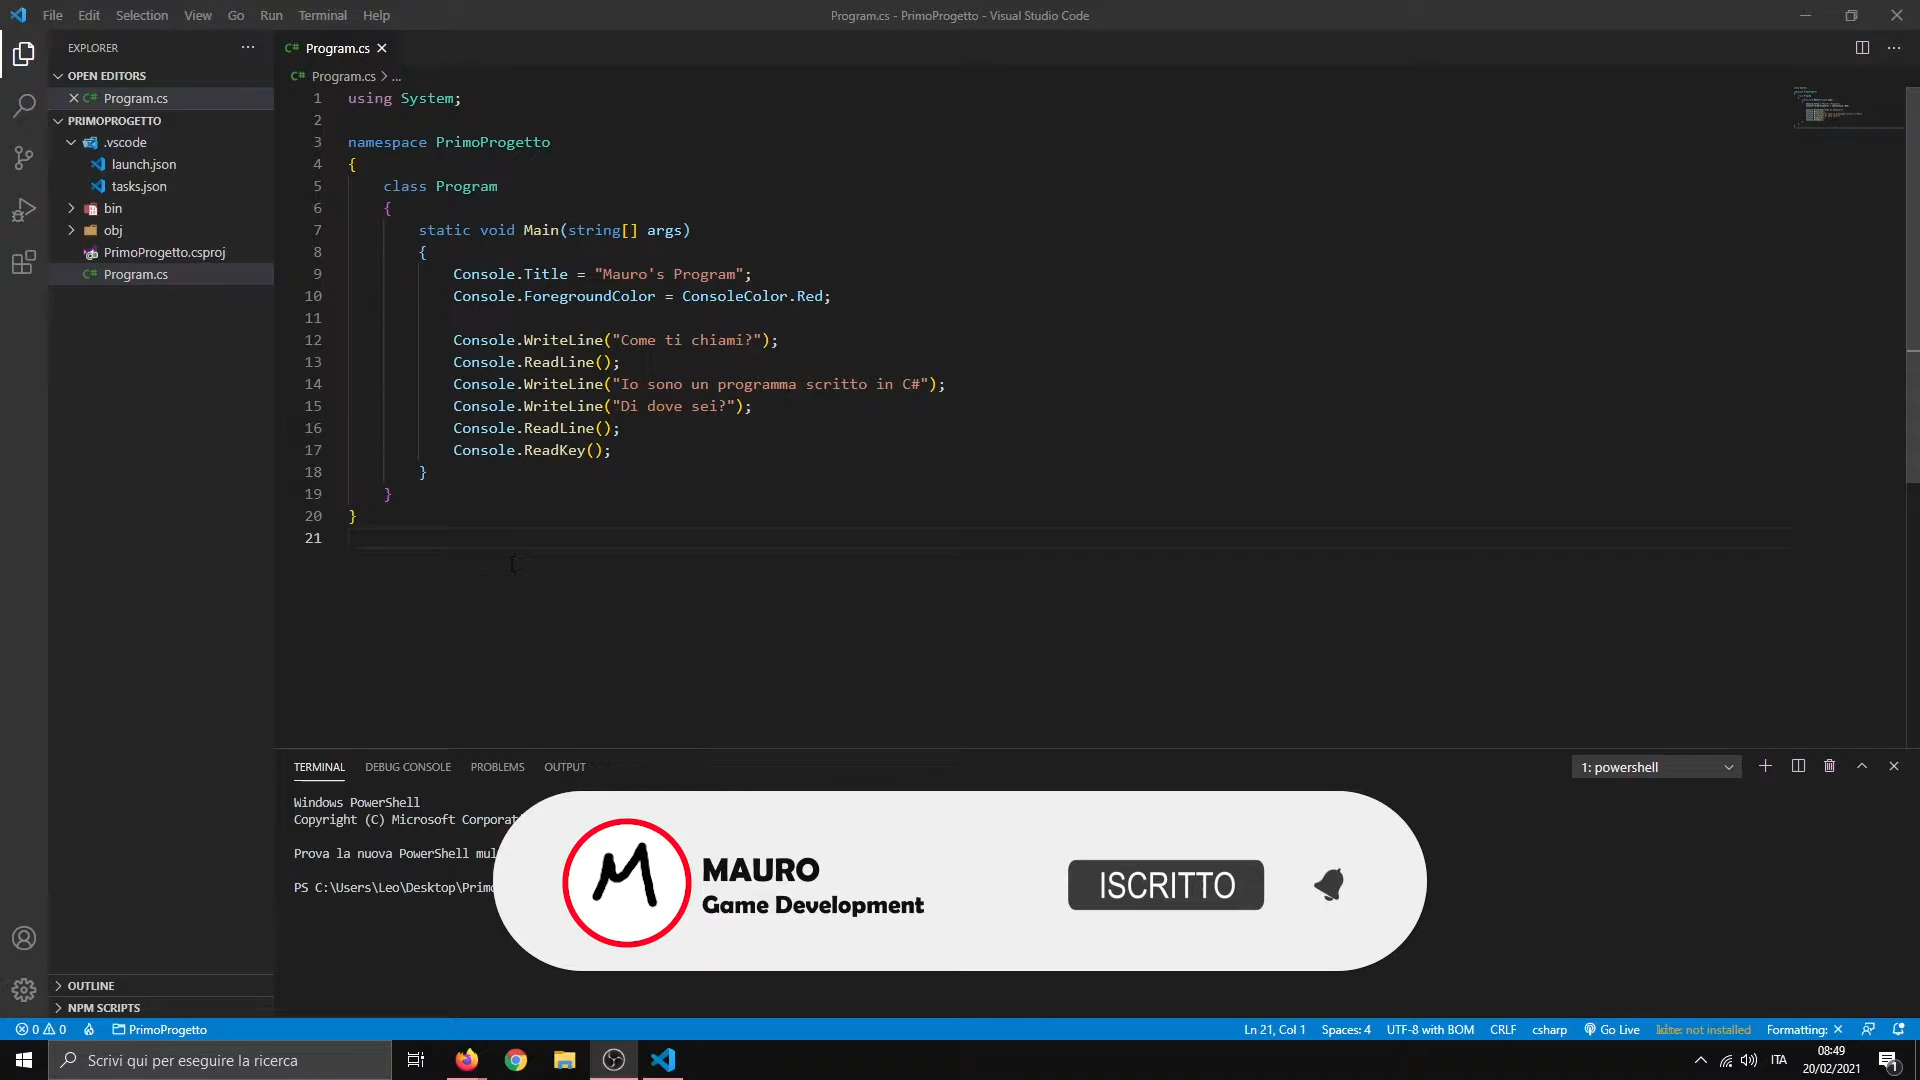 File Edit Selection View Go Run Terminal Help
Program.cs - PrimoProgetto - Visual Studio Code
EXPLORER
OPEN EDITORS
C# Program.cs
PRIMOPROGETTO
.vscode
launch.json
tasks.json
bin
obj
PrimoProgetto.csproj
C# Program.cs
OUTLINE
NPM SCRIPTS
C# Program.cs
C# Program.cs > ...
1 using System;
2
3 namespace PrimoProgetto
4 {
5 class Program
6 {
7 static void Main(string[] args)
8 {
9 Console.Title = "Mauro's Program";
10 Console.ForegroundColor = ConsoleColor.Red;
11
12 Console.WriteLine("Come ti chiami?");
13 Console.ReadLine();
14 Console.WriteLine("Io sono un programma scritto in C#");
15 Console.WriteLine("Di dove sei?");
16 Console.ReadLine();
17 Console.ReadKey();
18 }
19 }
20 }
21
TERMINAL DEBUG CONSOLE PROBLEMS OUTPUT
1: powershell
Windows PowerShell
Copyright (C) Microsoft Corporat
Prova la nuova PowerShell mul
PS C:\Users\Leo\Desktop\Prim
M
MAURO
Game Development
ISCRITTO
0 0 PrimoProgetto
Ln 21, Col 1 Spaces: 4 UTF-8 with BOM CRLF csharp Go Live kite: not installed Formatting: ×
Scrivi qui per eseguire la ricerca
ITA
08:49
20/02/2021
1